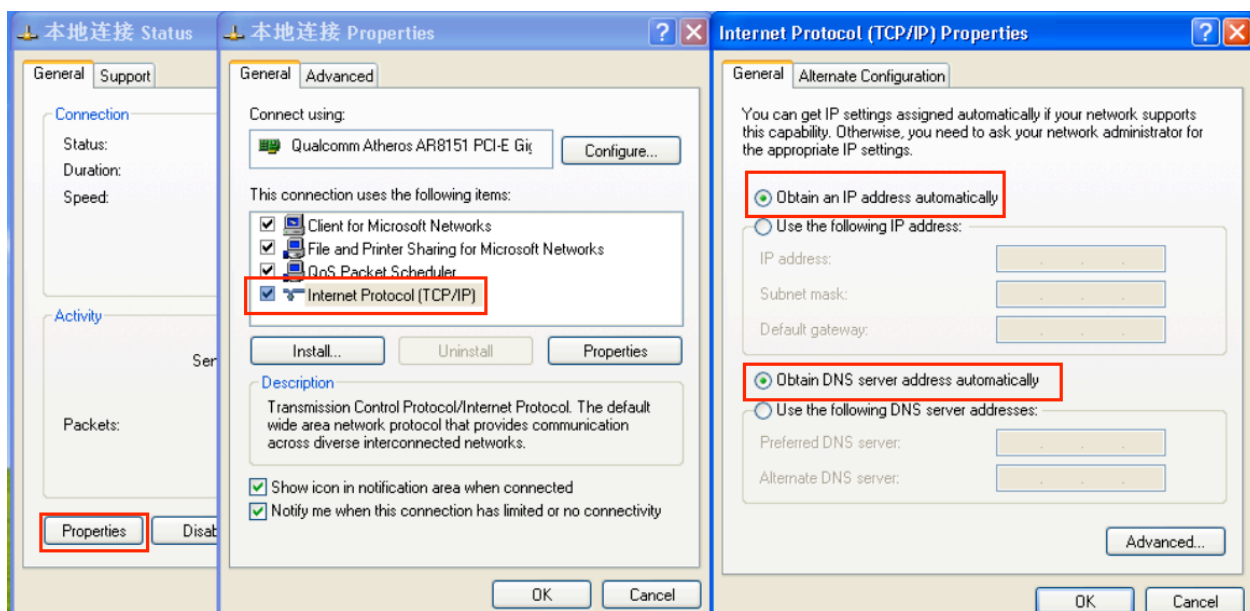 本地连接 Status
General
Support
Connection
Status:
Duration:
Speed:
Activity
Packets:
Properties
本地连接 Properties
General
Advanced
Connect using:
Qualcomm Atheros AR8151 PCI-E
Configure...
This connection uses the following items:
Client for Microsoft Networks
File and Printer Sharing for Microsoft Networks
QoS Packet Scheduler
Internet Protocol (TCP/IP)
Install...
Uninstall
Properties
Description
Transmission Control Protocol/Internet Protocol. The default
wide area network protocol that provides communication
across diverse interconnected networks.
Show icon in notification area when connected
Notify me when this connection has limited or no connectivity
OK
Cancel
Internet Protocol (TCP/IP) Properties
General
Alternate Configuration
You can get IP settings assigned automatically if your network supports
this capability. Otherwise, you need to ask your network administrator for
the appropriate IP settings.
Obtain an IP address automatically
Use the following IP address:
IP address:
Subnet mask:
Default gateway:
Obtain DNS server address automatically
Use the following DNS server addresses:
Preferred DNS server:
Alternate DNS server:
Advanced...
OK
Cancel